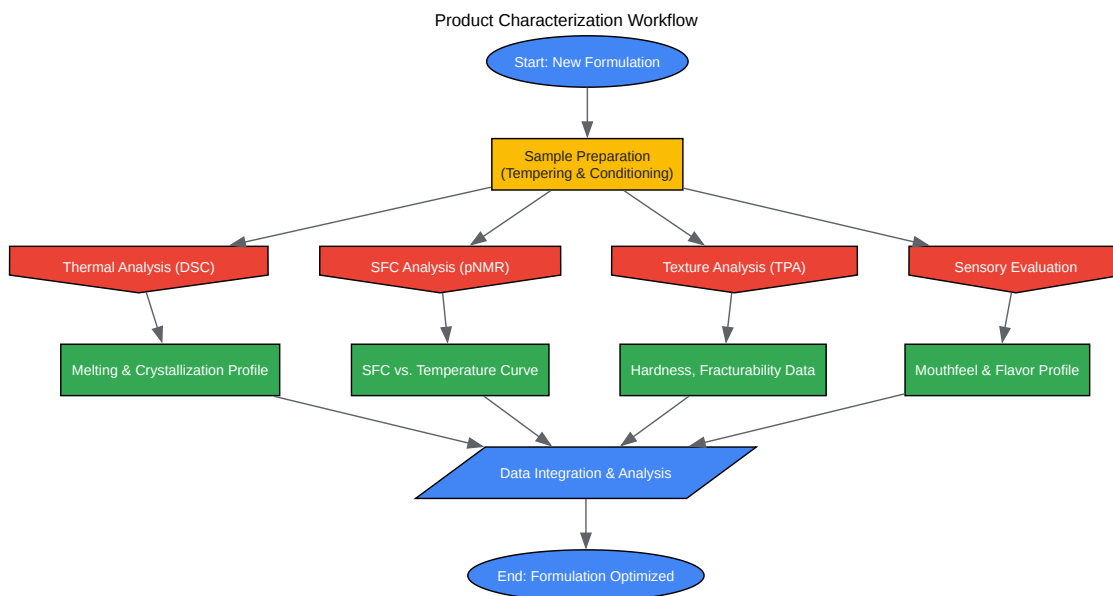 Product Characterization Workflow
Start: New Formulation
Sample Preparation
(Tempering & Conditioning)
Thermal Analysis (DSC)
SFC Analysis (pNMR)
Texture Analysis (TPA)
Sensory Evaluation
Melting & Crystallization Profile
SFC vs. Temperature Curve
Hardness, Fracturability Data
Mouthfeel & Flavor Profile
Data Integration & Analysis
End: Formulation Optimized